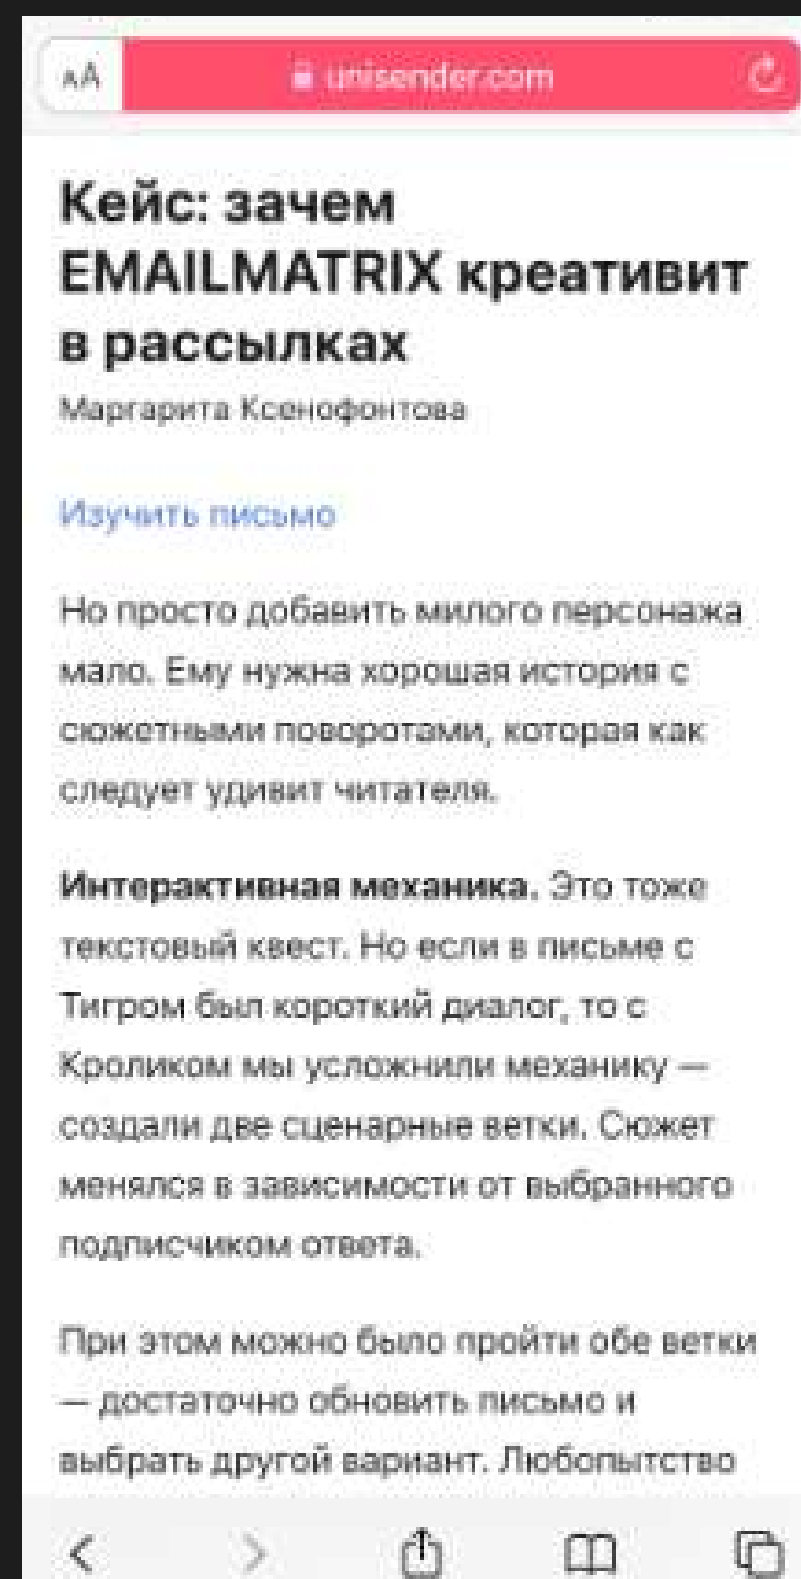 AA
unisender.com
Кейс: зачем
EMAILMATRIX креативит
в рассылках
Маргарита Ксенофонтова
Изучить письмо
Но просто добавить милого персонажа
мало. Ему нужна хорошая история с
сюжетными поворотами, которая как
следует удивит читателя.
Интерактивная механика. Это тоже
текстовый квест. Но если в письме с
Тигром был короткий диалог, то с
Кроликом мы усложнили механику —
создали две сценарные ветки. Сюжет
менялся в зависимости от выбранного
подписчиком ответа.
При этом можно было пройти обе ветки
— достаточно обновить письмо и
выбрать другой вариант. Любопытство